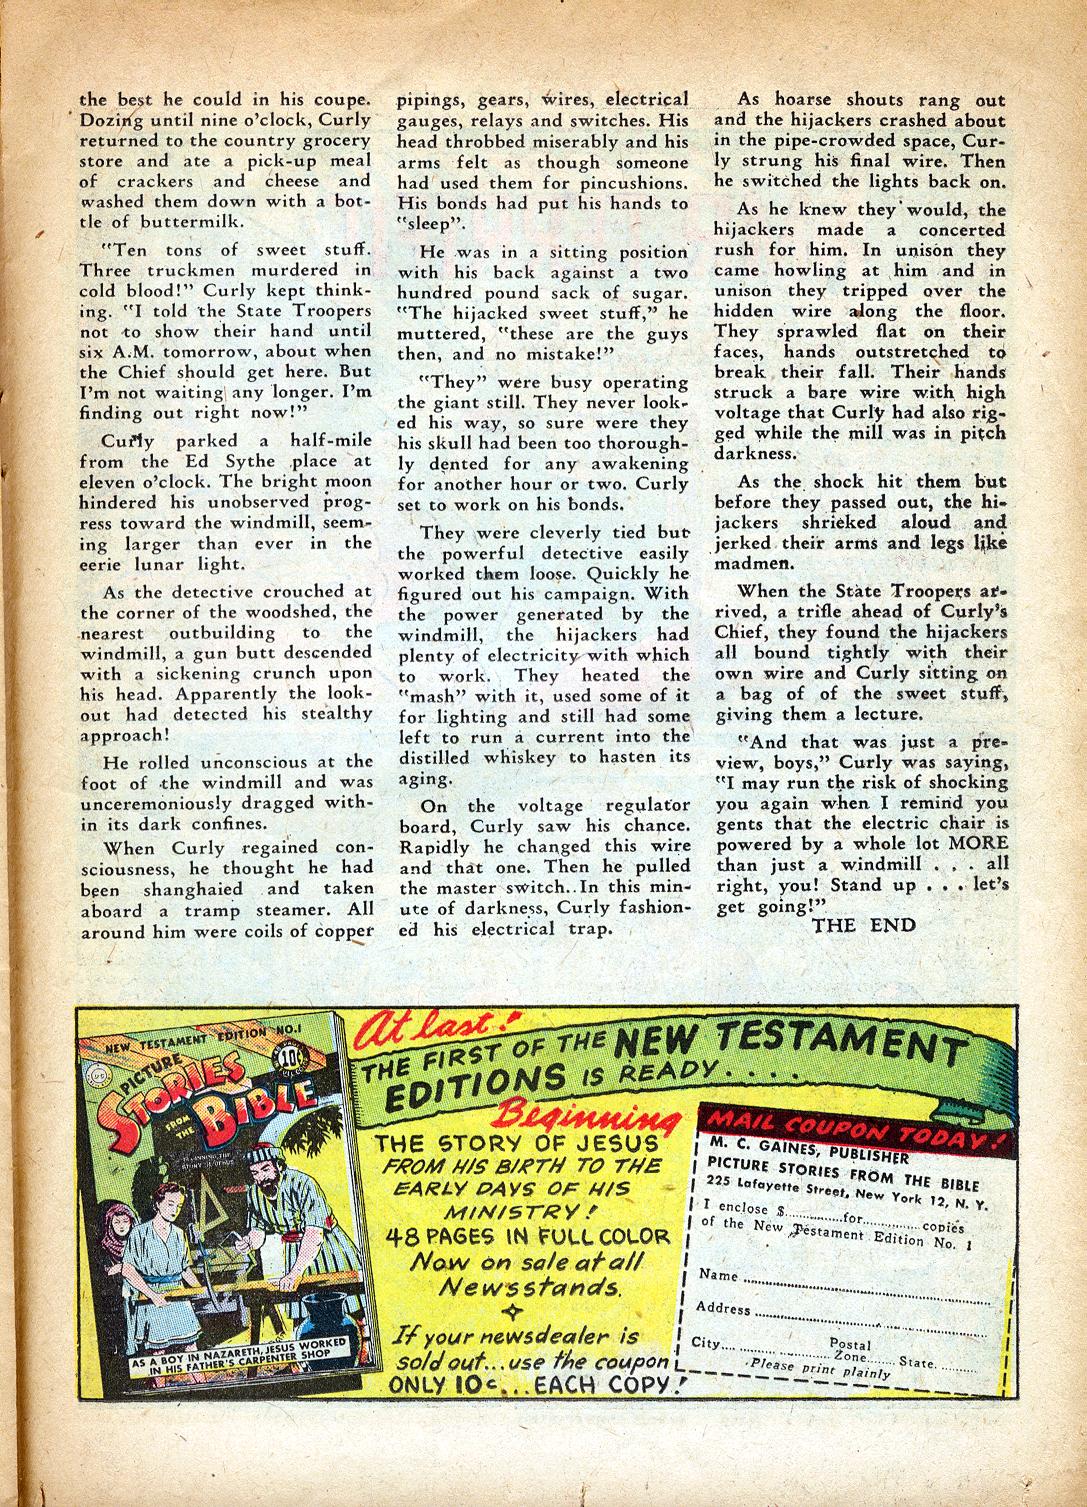 the best he could in his coupe.
Dozing until nine o'clock, Curly
returned to the country grocery
store and ate a pick-up meal
of crackers and cheese and
washed them down with a bot-
tle of buttermilk.
"Ten tons of sweet stuff.
Three truckmen murdered in
cold blood!" Curly kept think-
ing. "I told the State Troopers
not to show their hand until
six A.M. tomorrow, about when
the Chief should get here. But
I'm not waiting any longer. I'm
finding out right now!"
Curly parked a half-mile
from the Ed Sythe place at
eleven o'clock. The bright moon
hindered his unobserved prog-
ress toward the windmill, seem-
ing larger than ever in the
eerie lunar light.
As the detective crouched at
the corner of the woodshed, the
nearest outbuilding to the
windmill, a gun butt descended
with a sickening crunch upon
his head. Apparently the look-
out had detected his stealthy
approach!
He rolled unconscious at the
foot of the windmill and was
unceremoniously dragged with-
in its dark confines.
When Curly regained con-
sciousness, he thought he had
been shanghaied and taken
aboard a tramp steamer. All
around him were coils of copper
pipings, gears, wires, electrical
gauges, relays and switches. His
head throbbed miserably and his
arms felt as though someone
had used them for pincushions.
His bonds had put his hands to
"sleep".
He was in a sitting position
with his back against a two
hundred pound sack of sugar.
"The hijacked sweet stuff," he
muttered, "these are the guys
then, and no mistake!"
"They" were busy operating
the giant still. They never look-
ed his way, so sure were they
his skull had been too thorough-
ly dented for any awakening
for another hour or two. Curly
set to work on his bonds.
They were cleverly tied but
the powerful detective easily
worked them loose. Quickly he
figured out his campaign. With
the power generated by the
windmill, the hijackers had
plenty of electricity with which
to work. They heated the
"mash" with it, used some of it
for lighting and still had some
left to run a current into the
distilled whiskey to hasten its
aging.
On the voltage regulator
board, Curly saw his chance.
Rapidly he changed this wire
and that one. Then he pulled
the master switch..In this min-
ute of darkness, Curly fashion-
ed his electrical trap.
As hoarse shouts rang out
and the hijackers crashed about
in the pipe-crowded space, Cur-
ly strung his final wire. Then
he switched the lights back on.
As he knew they would, the
hijackers made a concerted
rush for him. In unison they
came howling at him and in
unison they tripped over the
hidden wire along the floor.
They sprawled flat on their
faces, hands outstretched to
break their fall. Their hands
struck a bare wire with high
voltage that Curly had also rig-
ged while the mill was in pitch
darkness.
As the shock hit them but
before they passed out, the hi-
jackers shrieked aloud and
jerked their arms and legs like
madmen.
When the State Troopers ar-
rived, a trifle ahead of Curly's
Chief, they found the hijackers
all bound tightly with their
own wire and Curly sitting on
a bag of of the sweet stuff,
giving them a lecture.
"And that was just a pre-
view, boys," Curly was saying,
"I may run the risk of shocking
you again when I remind you
gents that the electric chair is
powered by a whole lot MORE
than just a windmill . . . all
right, you! Stand up . . . let's
get going!"
THE END
NEW TESTAMENT EDITION NO.1
10¢
PICTURE
STORIES
FROM THE
BIBLE
AS A BOY IN NAZARETH, JESUS WORKED
IN HIS FATHER'S CARPENTER SHOP
At last!
THE FIRST OF THE NEW TESTAMENT
EDITIONS IS READY. . . .
Beginning
THE STORY OF JESUS
FROM HIS BIRTH TO THE
EARLY DAYS OF HIS
MINISTRY!
48 PAGES IN FULL COLOR
Now on sale at all
Newsstands.
If your newsdealer is
sold out...use the coupon
ONLY 10¢...EACH COPY!
MAIL COUPON TODAY!
M. C. GAINES, PUBLISHER
PICTURE STORIES FROM THE BIBLE
225 Lafayette Street, New York 12, N. Y.
I enclose $..............for..............copies
of the New Testament Edition No. 1
Name ..............................
Address ..............................
City.................... Postal Zone....... State..........
Please print plainly